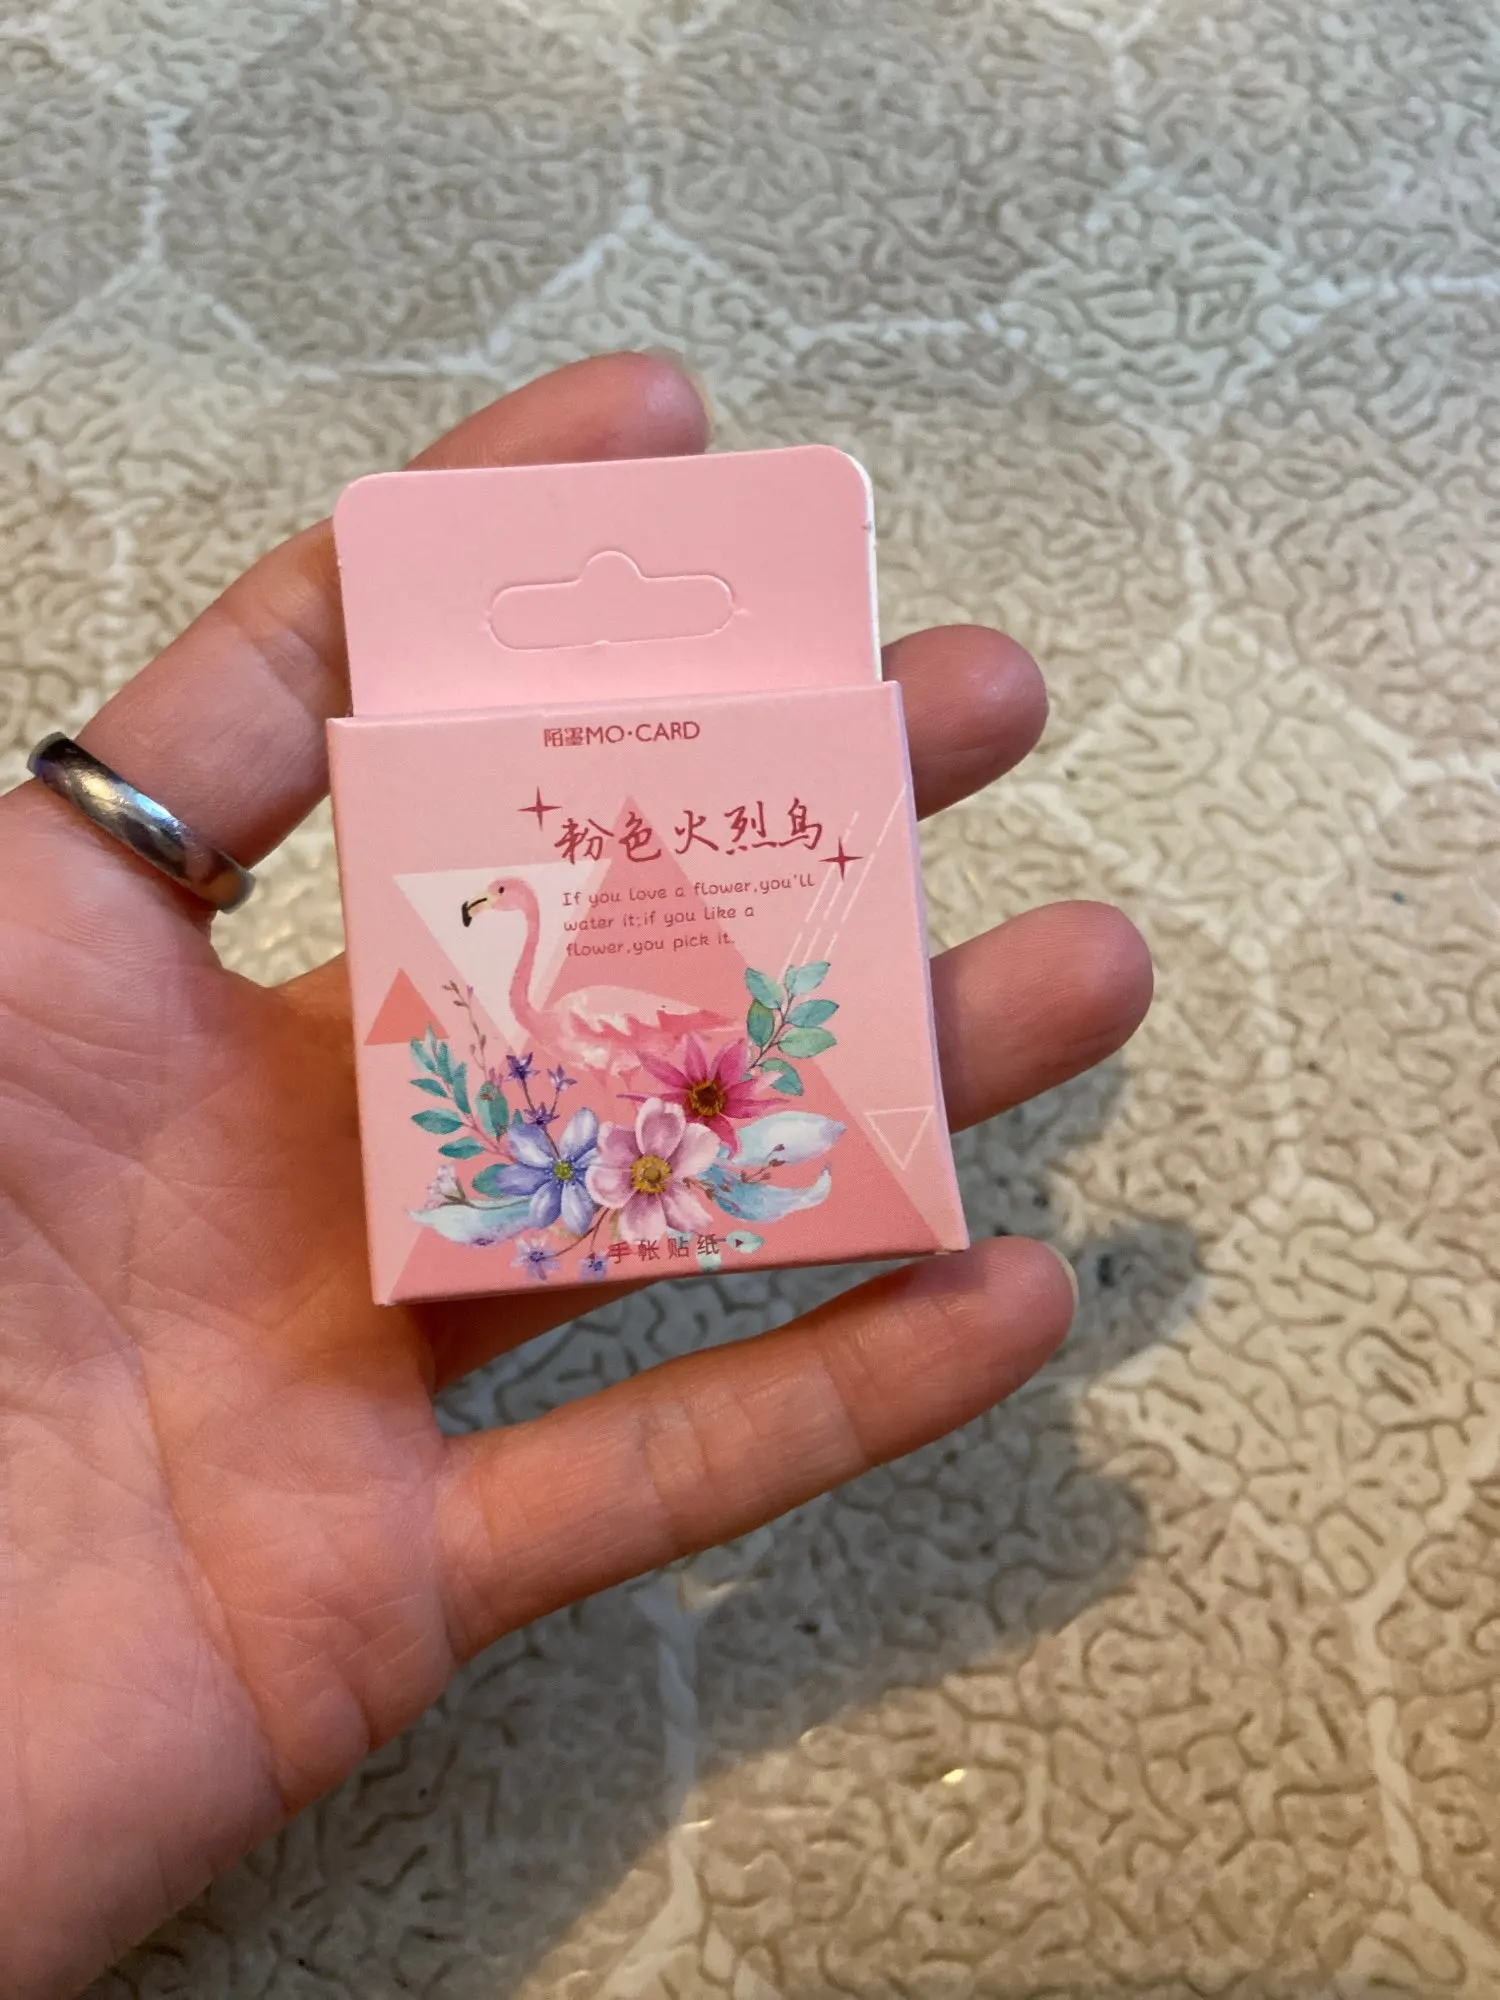 陌墨MO·CARD
粉色火烈鸟
If you love a flower,you'll
water it;if you like a
flower,you pick it.
手帐贴纸